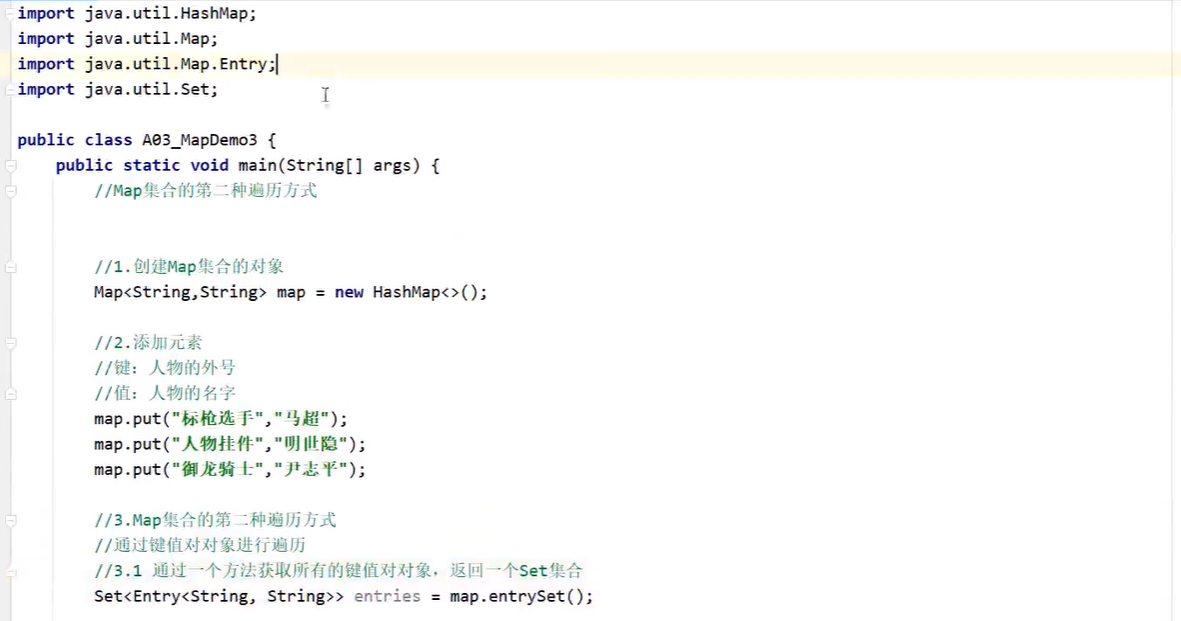 import java.util.HashMap;
import java.util.Map;
import java.util.Map.Entry;
import java.util.Set;
public class A03_MapDemo3 {
public static void main(String[] args) {
//Map集合的第二种遍历方式
//1.创建Map集合的对象
Map<String,String> map = new HashMap<>();
//2.添加元素
//键：人物的外号
//值：人物的名字
map.put("标枪选手","马超");
map.put("人物挂件","明世隐");
map.put("御龙骑士","尹志平");
//3.Map集合的第二种遍历方式
//通过键值对对象进行遍历
//3.1 通过一个方法获取所有的键值对对象，返回一个Set集合
Set<Entry<String, String>> entries = map.entrySet();